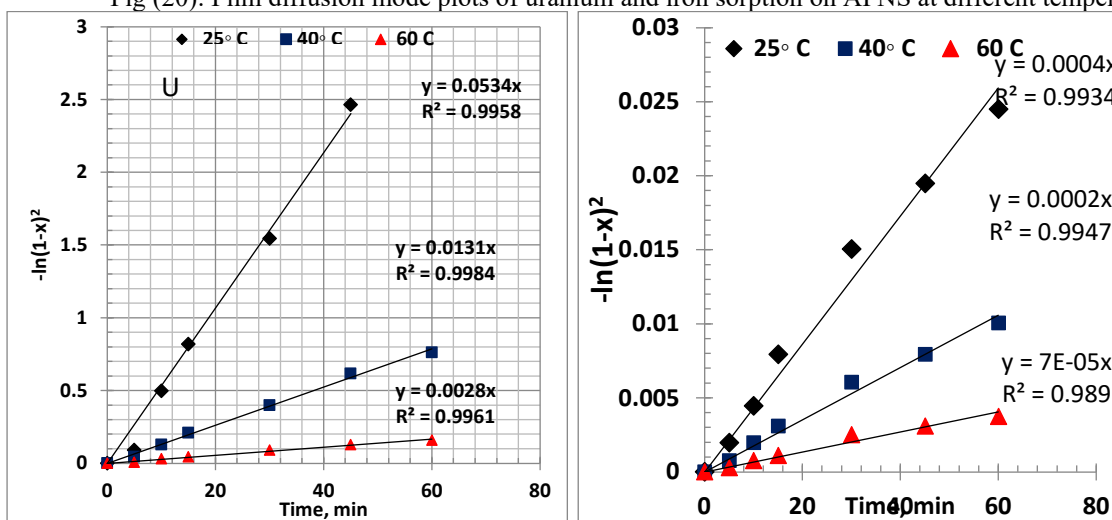 Fig (20): Film diffusion mode plots of uranium and iron sorption on AFNS at different temper
25◦ C 40◦ C 60 C
U
y = 0.0534x
R² = 0.9958
y = 0.0131x
R² = 0.9984
y = 0.0028x
R² = 0.9961
-ln(1-x)²
3
2.5
2
1.5
1
0.5
0
0 20 40 60 80
Time, min
25◦ C 40◦ C 60 C
y = 0.0004x
R² = 0.9934
y = 0.0002x
R² = 0.9947
y = 7E-05x
R² = 0.989
-ln(1-x)²
0.03
0.025
0.02
0.015
0.01
0.005
0
0 20 40 60 80
Time, min